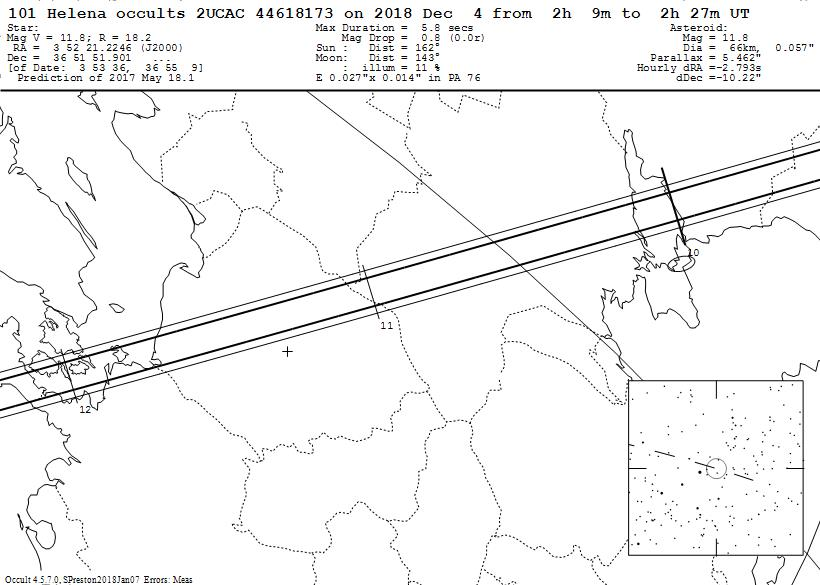 101 Helena occults 2UCAC 44618173 on 2018 Dec  4 from  2h  9m to  2h 27m UT
Star:
Mag V = 11.8; R = 18.2
RA =  3 52 21.2246 (J2000)
Dec =  36 51 51.901   ...
[of Date:  3 53 36,  36 55  9]
Prediction of 2017 May 18.1
Max Duration =  5.8 secs
Mag Drop =  0.8 (0.0r)
Sun :   Dist = 162°
Moon:   Dist = 143°
:  illum = 11 %
E 0.027"x 0.014" in PA 76
Asteroid:
Mag = 11.8
Dia =  66km,  0.057"
Parallax = 5.462"
Hourly dRA =-2.793s
dDec =-10.22"
10
11
12
Occult 4.5.7.0, SPreston2018Jan07  Errors: Meas